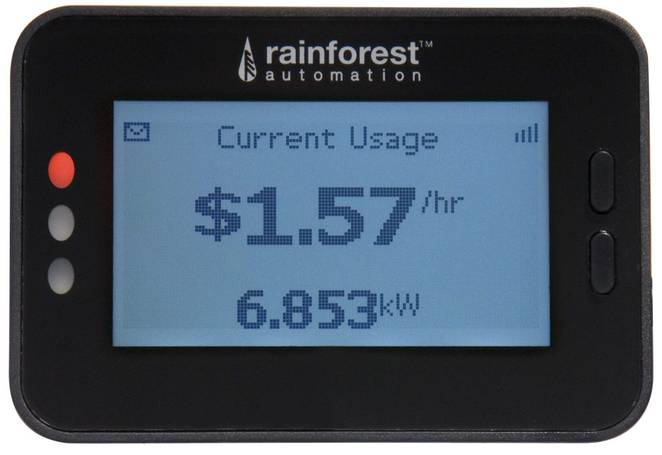 rainforest™
automation
Current Usage
$1.57/hr
6.853kW